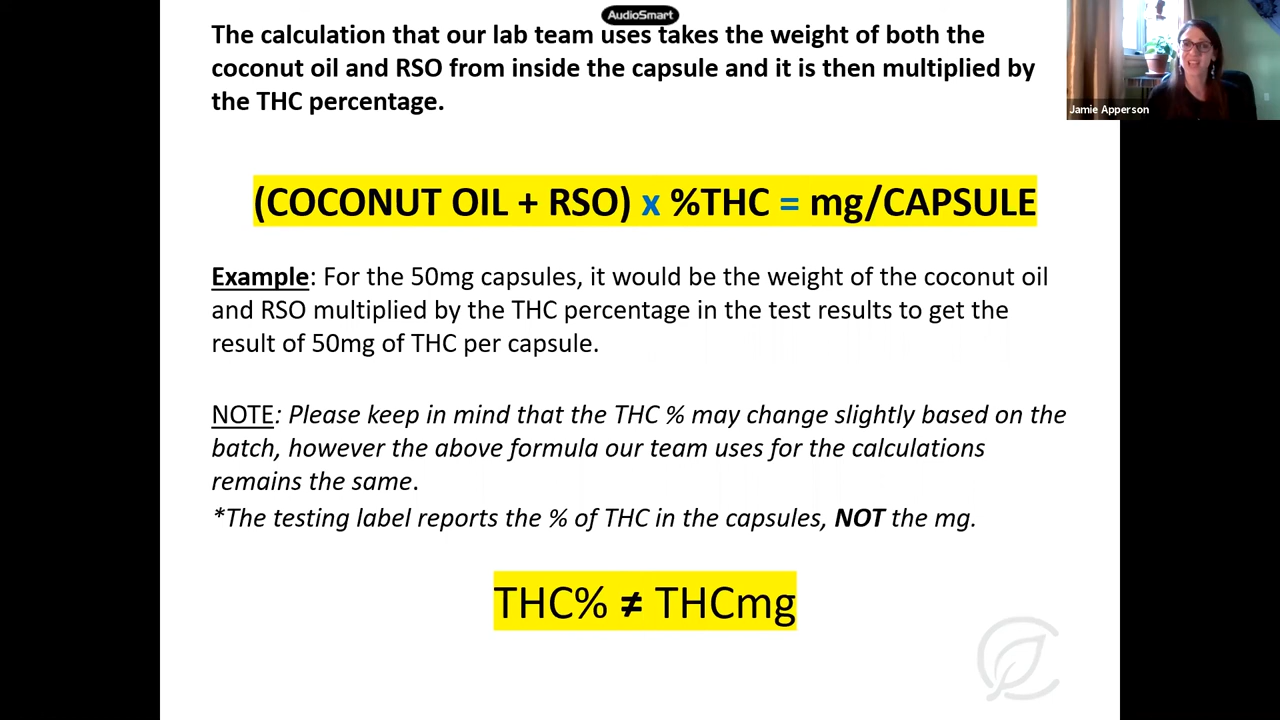 AudioSmart
The calculation that our lab team uses takes the weight of both the
coconut oil and RSO from inside the capsule and it is then multiplied by
the THC percentage.
Jamie Apperson
(COCONUT OIL + RSO) x %THC = mg/CAPSULE
Example: For the 50mg capsules, it would be the weight of the coconut oil
and RSO multiplied by the THC percentage in the test results to get the
result of 50mg of THC per capsule.
NOTE: Please keep in mind that the THC % may change slightly based on the
batch, however the above formula our team uses for the calculations
remains the same.
*The testing label reports the % of THC in the capsules, NOT the mg.
THC% ≠ THCmg